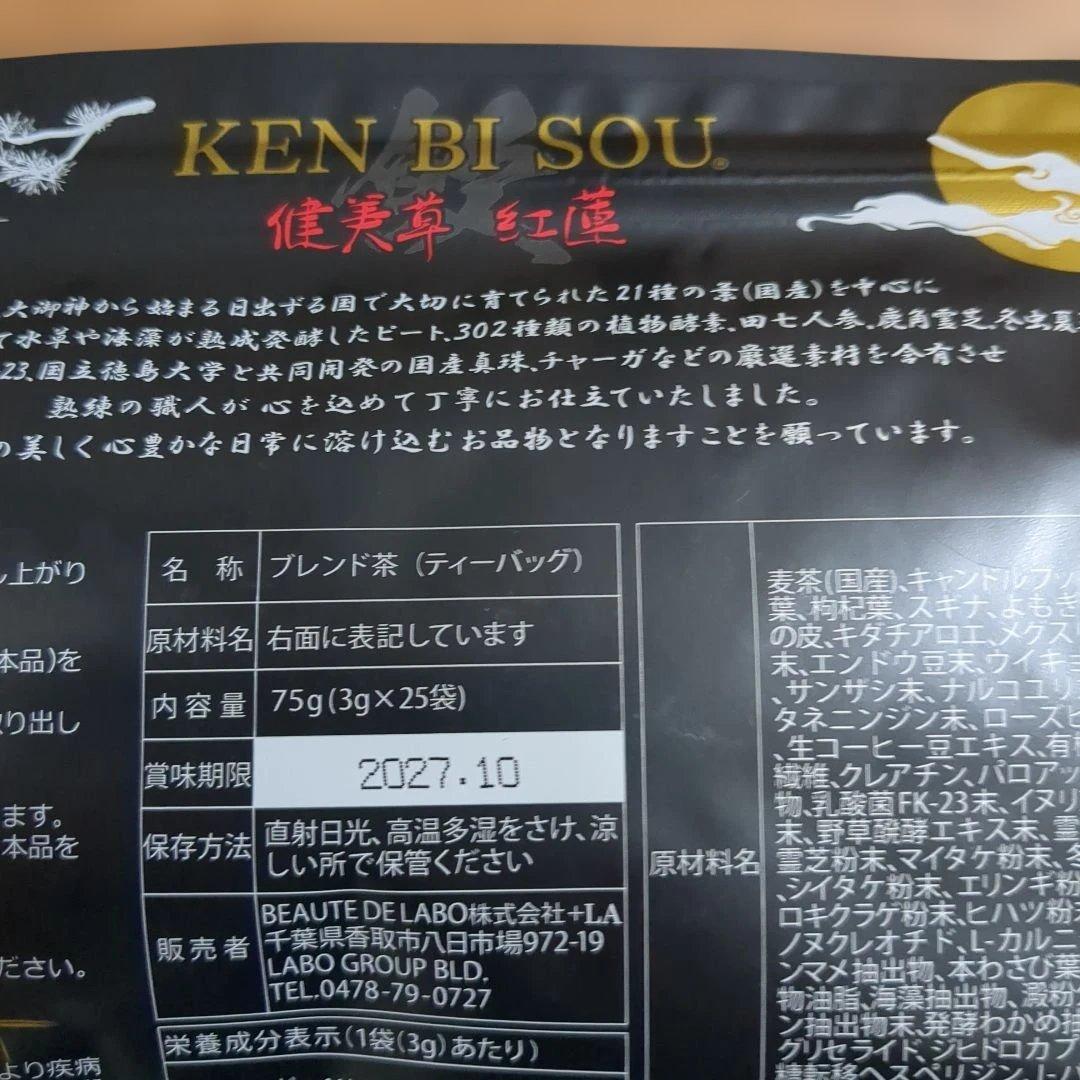 KEN BI SOU®
健美草 紅蓮
大御神から始まる日出ずる国で大切に育てられた21種の葉(国産)を中心に
て水草や海藻が熟成発酵したビート、302種類の植物酵素、田七人参、鹿角霊芝、冬虫夏
23、国立徳島大学と共同開発の国産真珠、チャーガなどの厳選素材を含有させ
熟練の職人が心を込めて丁寧にお仕立ていたしました。
の美しく心豊かな日常に溶け込むお品物となりますことを願っています。
し上がり
本品)を
り出し
ます。
本品を
ださい。
より疾病
名 称 ブレンド茶（ティーバッグ）
原材料名 右面に表記しています
内容量 75g(3g×25袋)
賞味期限 2027.10
保存方法 直射日光、高温多湿をさけ、涼
しい所で保管ください
販売者 BEAUTE DE LABO株式会社+LA
千葉県香取市八日市場972-19
LABO GROUP BLD.
TEL.0478-79-0727
栄養成分表示(1袋(3g)あたり)
原材料名
麦茶(国産)、キャンドルブッ
葉、枸杞葉、スギナ、よもぎ
の皮、キダチアロエ、メグスリ
末、エンドウ豆末、ウイキョ
、サンザシ末、ナルコユリ
タネニンジン末、ローズヒ
、生コーヒー豆エキス、有機
繊維、クレアチン、パロアッ
物、乳酸菌FK-23末、イヌリ
末、野草醗酵エキス末、霊
霊芝粉末、マイタケ粉末、冬
、シイタケ粉末、エリンギ粉
ロキクラゲ粉末、ヒハツ粉
ノヌクレオチド、L-カルニ
ンマメ抽出物、本わさび葉
物油脂、海藻抽出物、澱粉
ン抽出物末、発酵わかめ抽
グリセライド、ジヒドロカプ
糖転移ヘスペリジン、L-